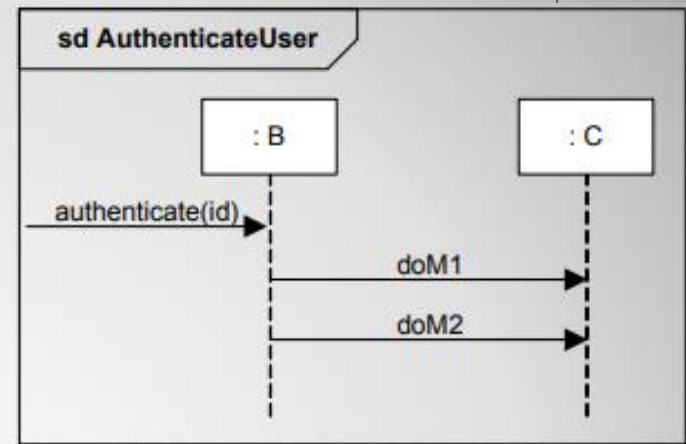 sd AuthenticateUser
: B
: C
authenticate(id)
doM1
doM2